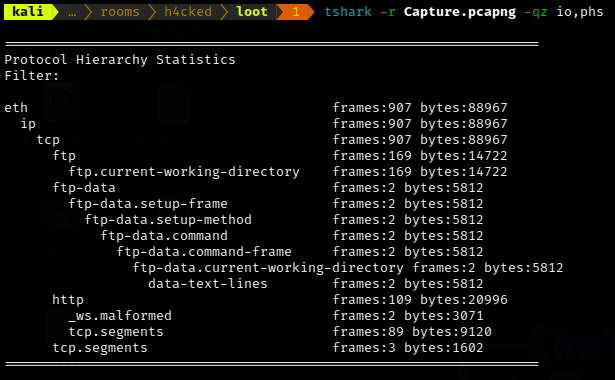 kali … rooms h4cked loot 1 tshark -r Capture.pcapng -qz io,phs
===================================================================
Protocol Hierarchy Statistics
Filter:
eth frames:907 bytes:88967
ip frames:907 bytes:88967
tcp frames:907 bytes:88967
ftp frames:169 bytes:14722
ftp.current-working-directory frames:169 bytes:14722
ftp-data frames:2 bytes:5812
ftp-data.setup-frame frames:2 bytes:5812
ftp-data.setup-method frames:2 bytes:5812
ftp-data.command frames:2 bytes:5812
ftp-data.command-frame frames:2 bytes:5812
ftp-data.current-working-directory frames:2 bytes:5812
data-text-lines frames:2 bytes:5812
http frames:109 bytes:20996
_ws.malformed frames:2 bytes:3071
tcp.segments frames:89 bytes:9120
tcp.segments frames:3 bytes:1602
===================================================================